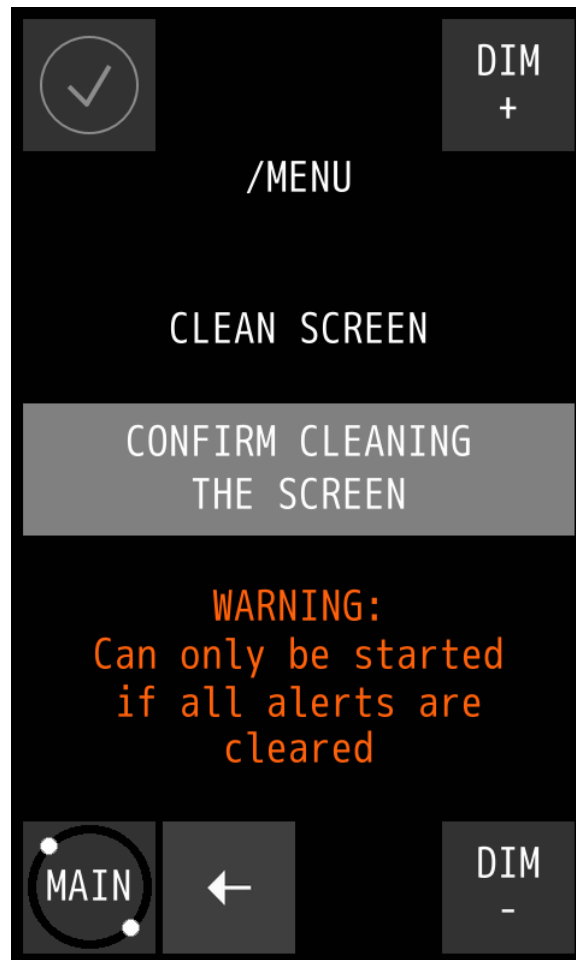 DIM
+
/MENU
CLEAN SCREEN
CONFIRM CLEANING
THE SCREEN
WARNING:
Can only be started
if all alerts are
cleared
MAIN
←
DIM
-